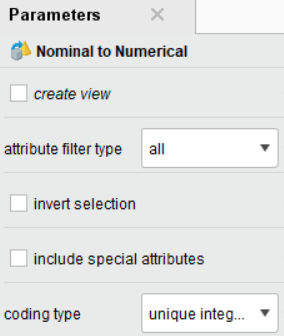 Parameters
Nominal to Numerical
create view
attribute filter type all
invert selection
include special attributes
coding type unique integ...